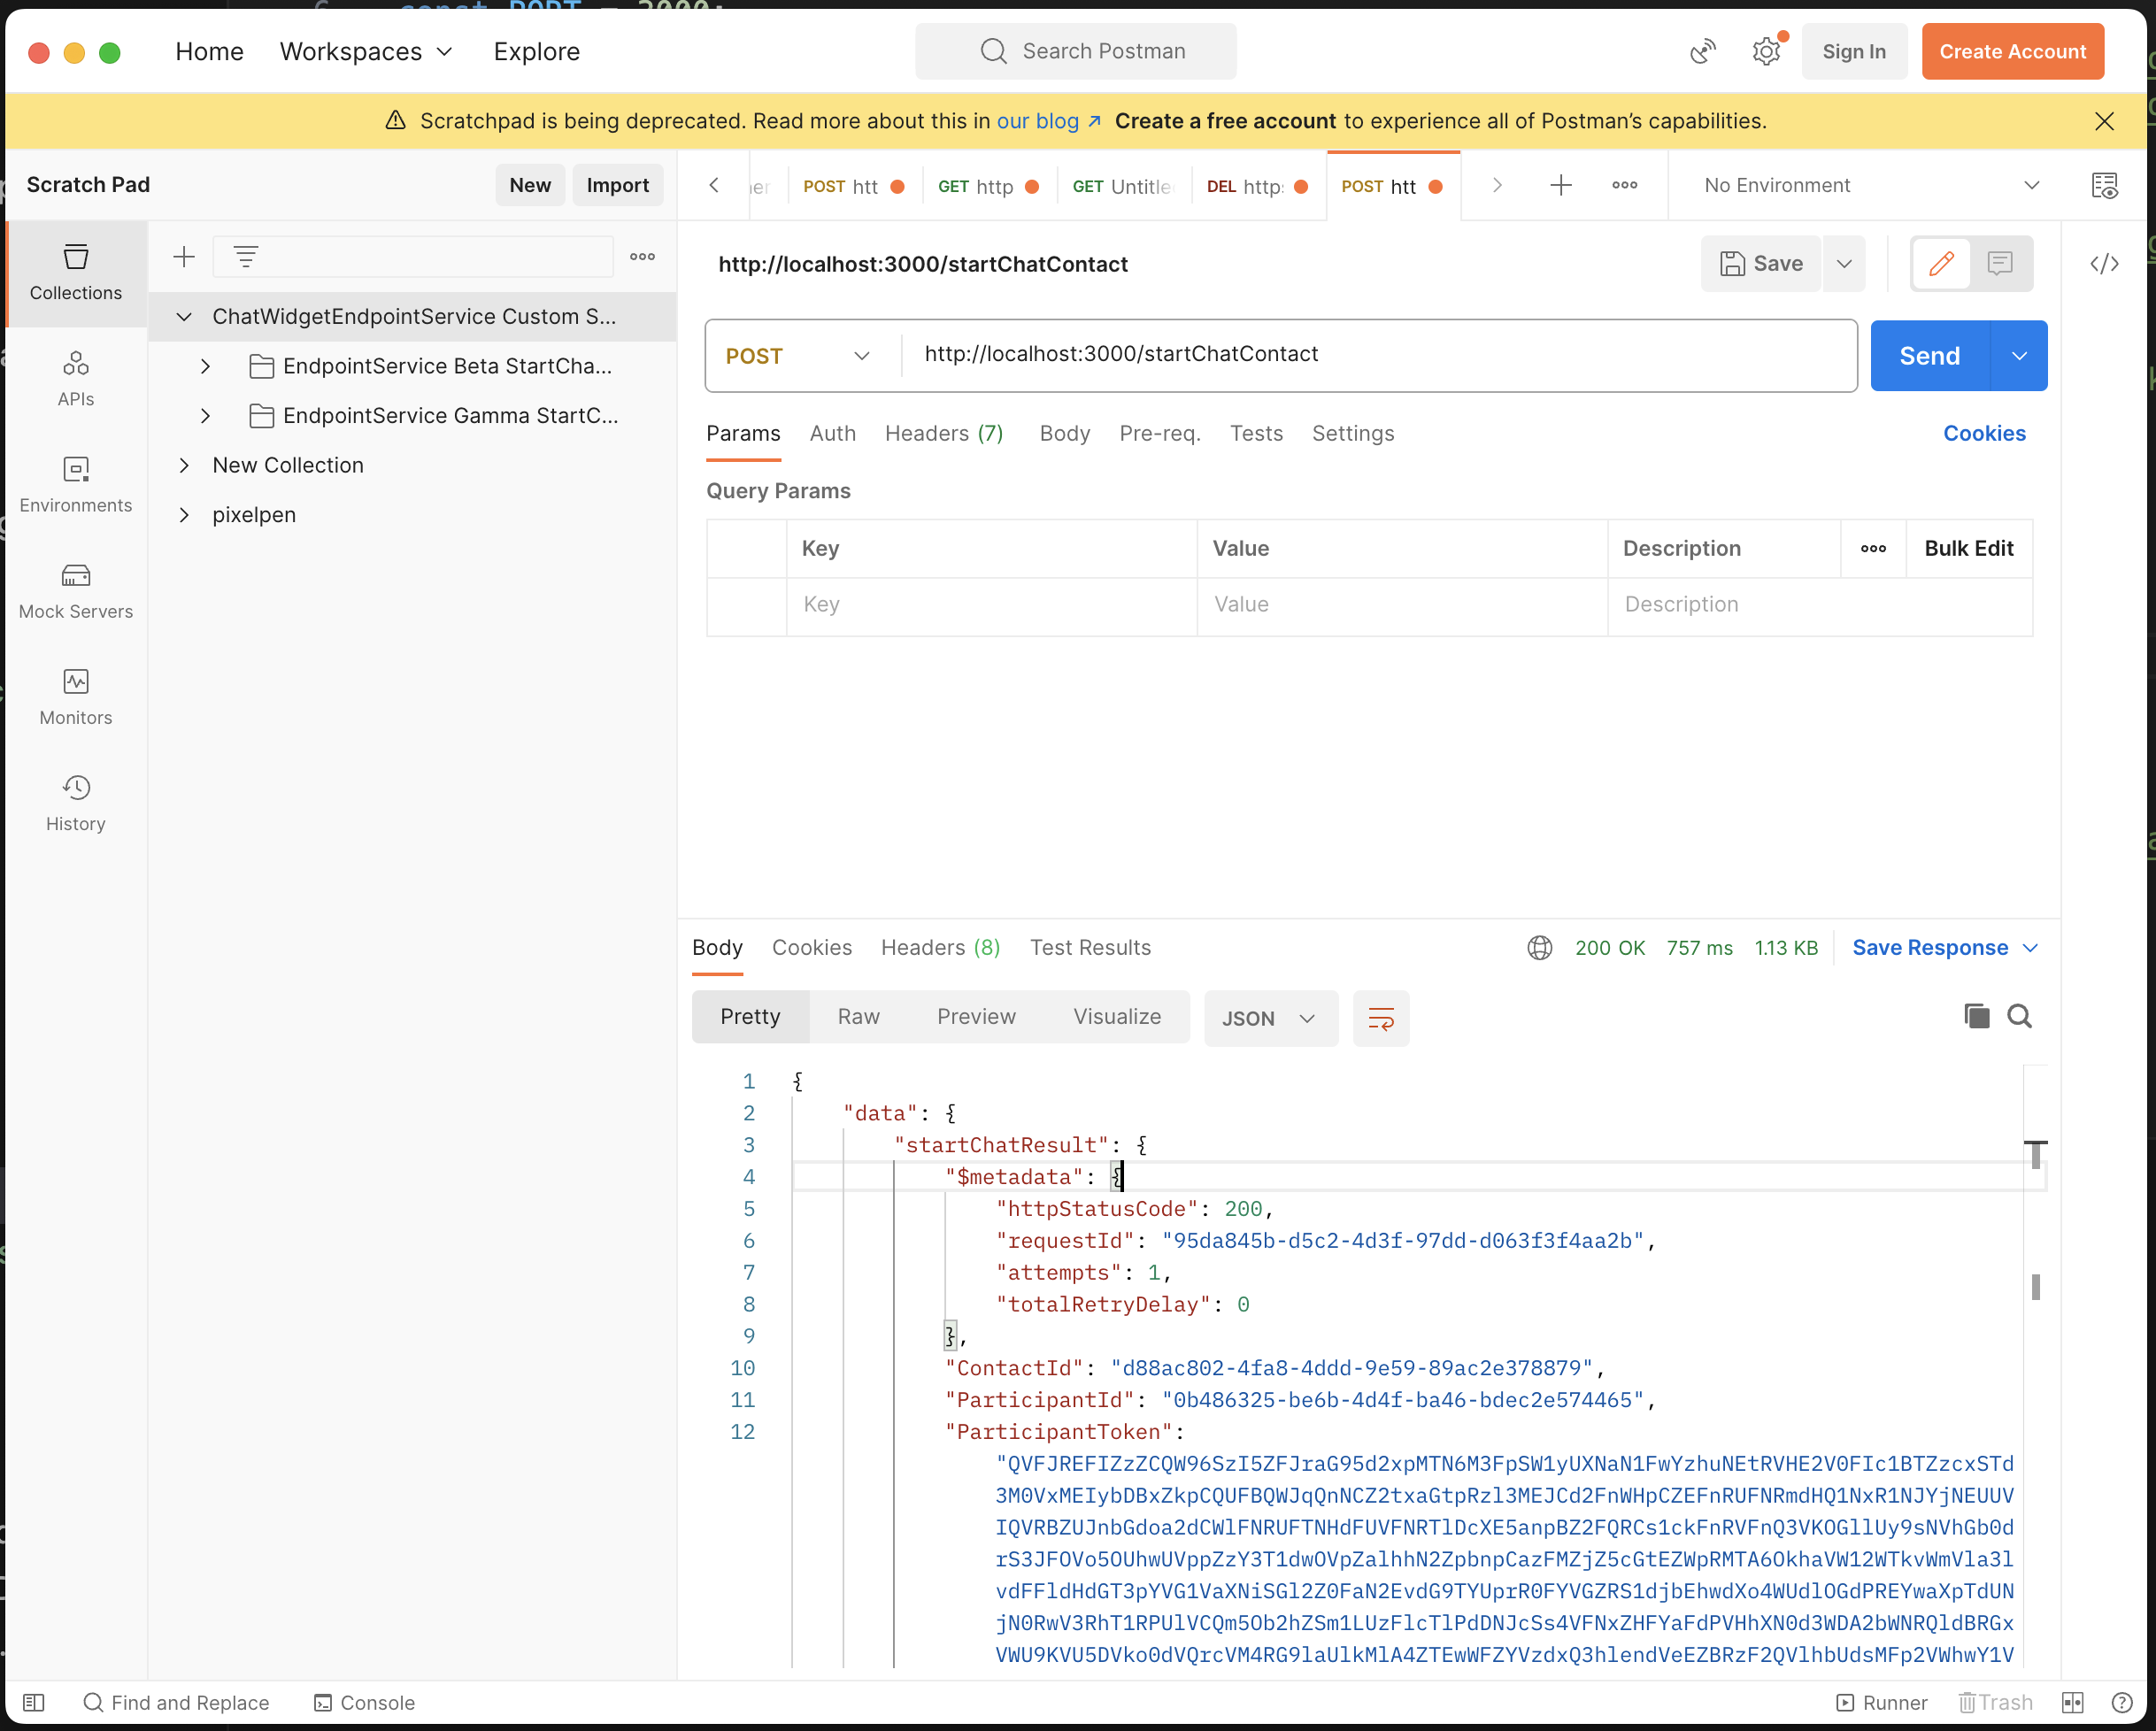 Home
Workspaces
Explore
Search Postman
Sign In
Create Account
Scratchpad is being deprecated. Read more about this in our blog ↗ Create a free account to experience all of Postman’s capabilities.
Scratch Pad
New
Import
POST htt
GET http
GET Untitle
DEL https
POST htt
No Environment
Collections
APIs
Environments
Mock Servers
Monitors
History
ChatWidgetEndpointService Custom S...
EndpointService Beta StartCha...
EndpointService Gamma StartC...
New Collection
pixelpen
http://localhost:3000/startChatContact
Save
POST
http://localhost:3000/startChatContact
Send
Params
Auth
Headers (7)
Body
Pre-req.
Tests
Settings
Cookies
Query Params
Key
Value
Description
Bulk Edit
Key
Value
Description
Body
Cookies
Headers (8)
Test Results
200 OK
757 ms
1.13 KB
Save Response
Pretty
Raw
Preview
Visualize
JSON
1 {
2 "data": {
3 "startChatResult": {
4 "$metadata": {
5 "httpStatusCode": 200,
6 "requestId": "95da845b-d5c2-4d3f-97dd-d063f3f4aa2b",
7 "attempts": 1,
8 "totalRetryDelay": 0
9 },
10 "ContactId": "d88ac802-4fa8-4ddd-9e59-89ac2e378879",
11 "ParticipantId": "0b486325-be6b-4d4f-ba46-bdec2e574465",
12 "ParticipantToken":
"QVFJREFIZzZCQW96SzI5ZFJraG95d2xpMTN6M3FpSW1yUXNaN1FwYzhuNEtRVHE2V0FIc1BTZzcxSTd
3M0VxMEIybDBxZkpCQUFBQWJqQnNCZ2txaGtpRzl3MEJCd2FnWHpCZEFnRUFNRmdHQ1NxR1NJYjNEUUV
IQVRBZUJnbGdoa2dCWlFNRUFTNHdFUVFNRTlDcXE5anpBZ2FQRCs1ckFnRVFnQ3VKOGllUy9sNVhGb0d
rS3JFOVo5OUhwUVppZzY3T1dwOVpZalhhN2ZpbnpCazFMZjZ5cGtEZWpRMTA6OkhaVW12WTkvWmVla3l
vdFFldHdGT3pYVG1VaXNiSGl2Z0FaN2EvdG9TYUprR0FYVGZRS1djbEhwdXo4WUdlOGdPREYwaXpTdUN
jN0RwV3RhT1RPUlVCQm5Ob2hZSm1LUzFlcTlPdDNJcSs4VFNxZHFYaFdPVHhXN0d3WDA2bWNRQldBRGx
VWU9KVU5DVko0dVQrcVM4RG9laUlkMlA4ZTEwWFZYVzdxQ3hlendVeEZBRzF2QVlhbUdsMFp2VWhwY1V
Find and Replace
Console
Runner
Trash